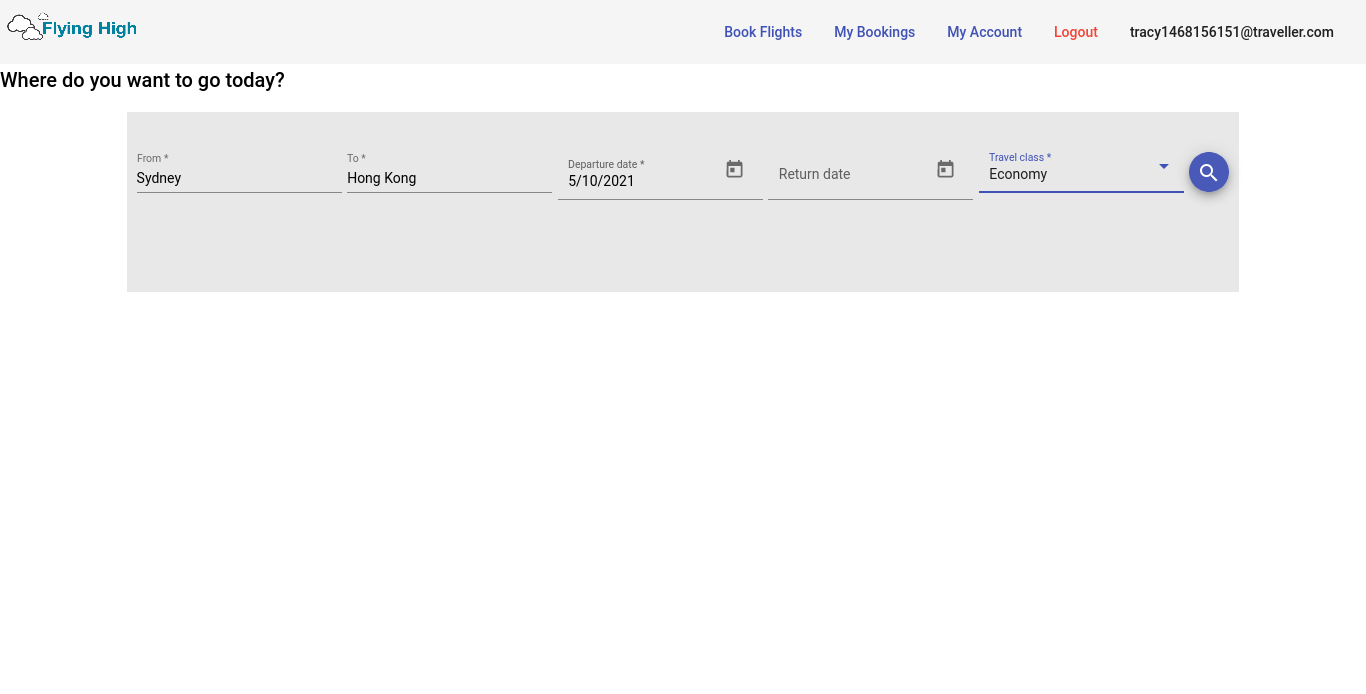 Flying High
Book Flights My Bookings My Account Logout tracy1468156151@traveller.com
Where do you want to go today?
From * To * Departure date * Travel class *
Sydney Hong Kong 5/10/2021 Return date Economy